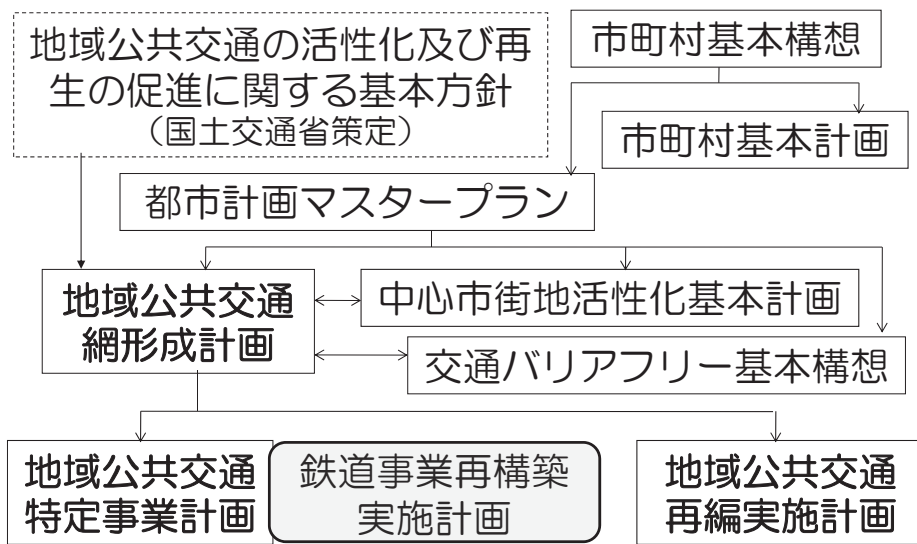 地域公共交通の活性化及び再
生の促進に関する基本方針
（国土交通省策定）
市町村基本構想
市町村基本計画
都市計画マスタープラン
地域公共交通
網形成計画
中心市街地活性化基本計画
交通バリアフリー基本構想
地域公共交通
特定事業計画
鉄道事業再構築
実施計画
地域公共交通
再編実施計画